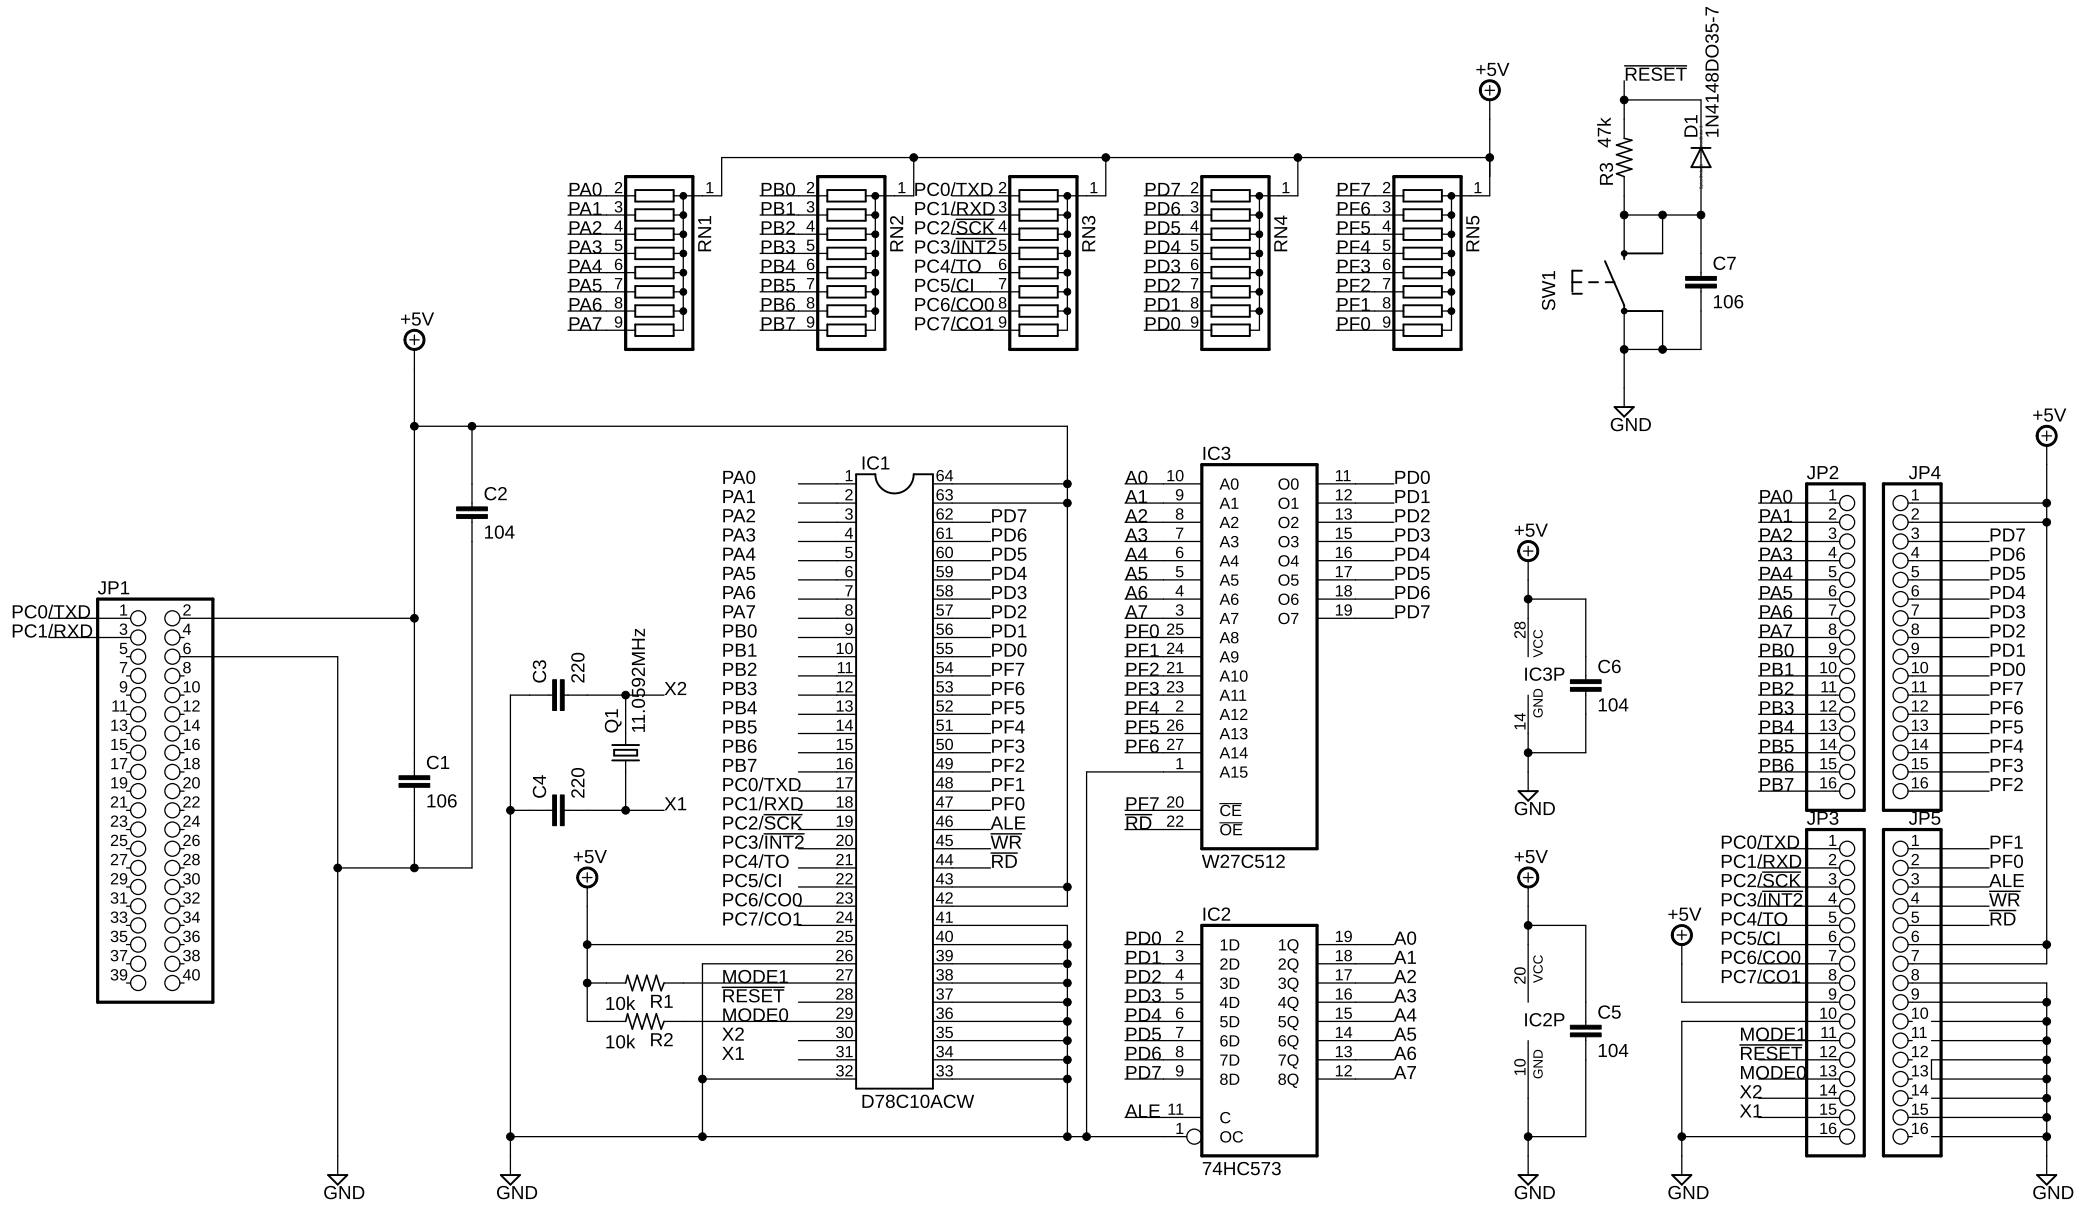 +5V
RESET
1N4148DO35-7
D1
R3 47k
SW1
C7
106
GND
PA0 2
PA1 3
PA2 4
PA3 5
PA4 6
PA5 7
PA6 8
PA7 9
1
RN1
PB0 2
PB1 3
PB2 4
PB3 5
PB4 6
PB5 7
PB6 8
PB7 9
1
RN2
PC0/TXD 2
PC1/RXD 3
PC2/SCK 4
PC3/INT2 5
PC4/TO 6
PC5/CI 7
PC6/CO0 8
PC7/CO1 9
1
RN3
PD7 2
PD6 3
PD5 4
PD4 5
PD3 6
PD2 7
PD1 8
PD0 9
1
RN4
PF7 2
PF6 3
PF5 4
PF4 5
PF3 6
PF2 7
PF1 8
PF0 9
1
RN5
+5V
C2
104
C1
106
GND
JP1
PC0/TXD 1 2
PC1/RXD 3 4
5 6
7 8
9 10
11 12
13 14
15 16
17 18
19 20
21 22
23 24
25 26
27 28
29 30
31 32
33 34
35 36
37 38
39 40
C3
220
X2
Q1
11.0592MHz
C4
220
X1
+5V
10k R1
10k R2
GND
IC1
PA0 1 64
PA1 2 63
PA2 3 62 PD7
PA3 4 61 PD6
PA4 5 60 PD5
PA5 6 59 PD4
PA6 7 58 PD3
PA7 8 57 PD2
PB0 9 56 PD1
PB1 10 55 PD0
PB2 11 54 PF7
PB3 12 53 PF6
PB4 13 52 PF5
PB5 14 51 PF4
PB6 15 50 PF3
PB7 16 49 PF2
PC0/TXD 17 48 PF1
PC1/RXD 18 47 PF0
PC2/SCK 19 46 ALE
PC3/INT2 20 45 WR
PC4/TO 21 44 RD
PC5/CI 22 43
PC6/CO0 23 42
PC7/CO1 24 41
25 40
26 39
MODE1 27 38
RESET 28 37
MODE0 29 36
X2 30 35
X1 31 34
32 33
D78C10ACW
IC3
A0 10 A0 O0 11 PD0
A1 9 A1 O1 12 PD1
A2 8 A2 O2 13 PD2
A3 7 A3 O3 15 PD3
A4 6 A4 O4 16 PD4
A5 5 A5 O5 17 PD5
A6 4 A6 O6 18 PD6
A7 3 A7 O7 19 PD7
PF0 25 A8
PF1 24 A9
PF2 21 A10
PF3 23 A11
PF4 2 A12
PF5 26 A13
PF6 27 A14
1 A15
PF7 20 CE
RD 22 OE
W27C512
IC2
PD0 2 1D 1Q 19 A0
PD1 3 2D 2Q 18 A1
PD2 4 3D 3Q 17 A2
PD3 5 4D 4Q 16 A3
PD4 6 5D 5Q 15 A4
PD5 7 6D 6Q 14 A5
PD6 8 7D 7Q 13 A6
PD7 9 8D 8Q 12 A7
ALE 11 C
1 OC
74HC573
+5V
28 VCC
IC3P
14 GND
C6
104
GND
+5V
20 VCC
IC2P
10 GND
C5
104
GND
JP2
PA0 1
PA1 2
PA2 3
PA3 4
PA4 5
PA5 6
PA6 7
PA7 8
PB0 9
PB1 10
PB2 11
PB3 12
PB4 13
PB5 14
PB6 15
PB7 16
JP3
PC0/TXD 1
PC1/RXD 2
PC2/SCK 3
PC3/INT2 4
PC4/TO 5
PC5/CI 6
PC6/CO0 7
PC7/CO1 8
9
10
MODE1 11
RESET 12
MODE0 13
X2 14
X1 15
16
+5V
GND
+5V
JP4
1
2
3 PD7
4 PD6
5 PD5
6 PD4
7 PD3
8 PD2
9 PD1
10 PD0
11 PF7
12 PF6
13 PF5
14 PF4
15 PF3
16 PF2
JP5
1 PF1
2 PF0
3 ALE
4 WR
5 RD
6
7
8
9
10
11
12
13
14
15
16
GND